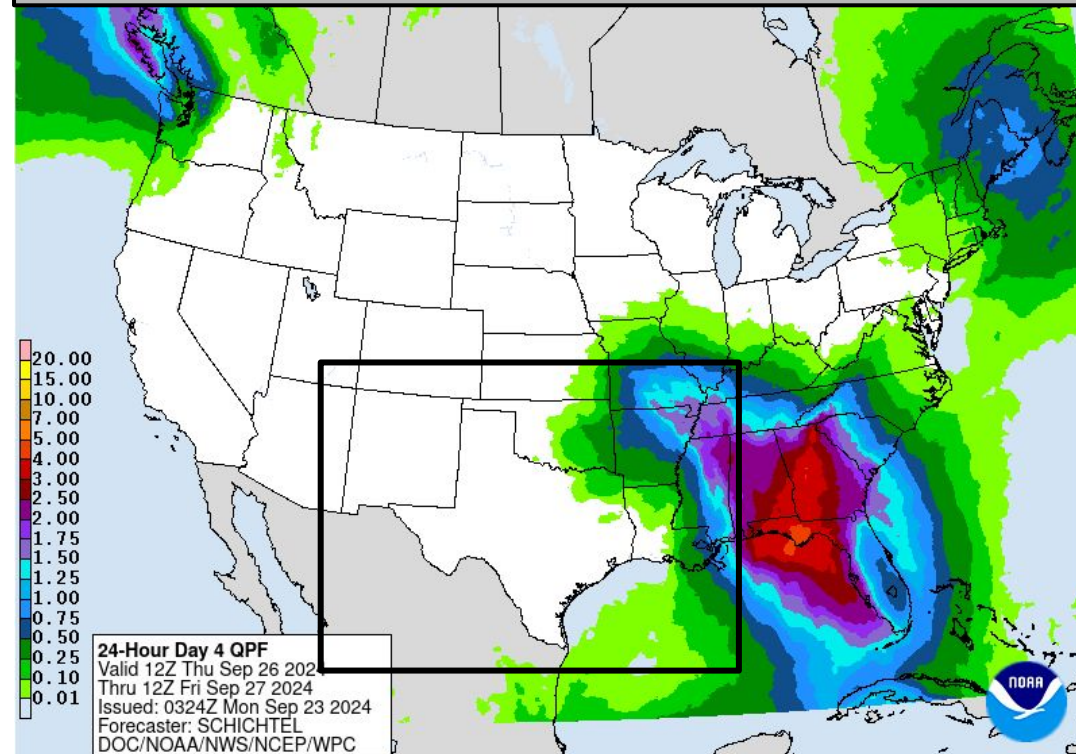 20.00
15.00
10.00
7.00
5.00
4.00
3.00
2.50
2.00
1.75
1.50
1.25
1.00
0.75
0.50
0.25
0.10
0.01
24-Hour Day 4 QPF
Valid 12Z Thu Sep 26 2024
Thru 12Z Fri Sep 27 2024
Issued: 0324Z Mon Sep 23 2024
Forecaster: SCHICHTEL
DOC/NOAA/NWS/NCEP/WPC
NOAA